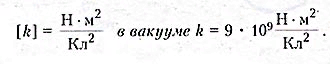 [k] = Н · м²/Кл² в вакууме k = 9 · 10⁹ Н · м²/Кл².